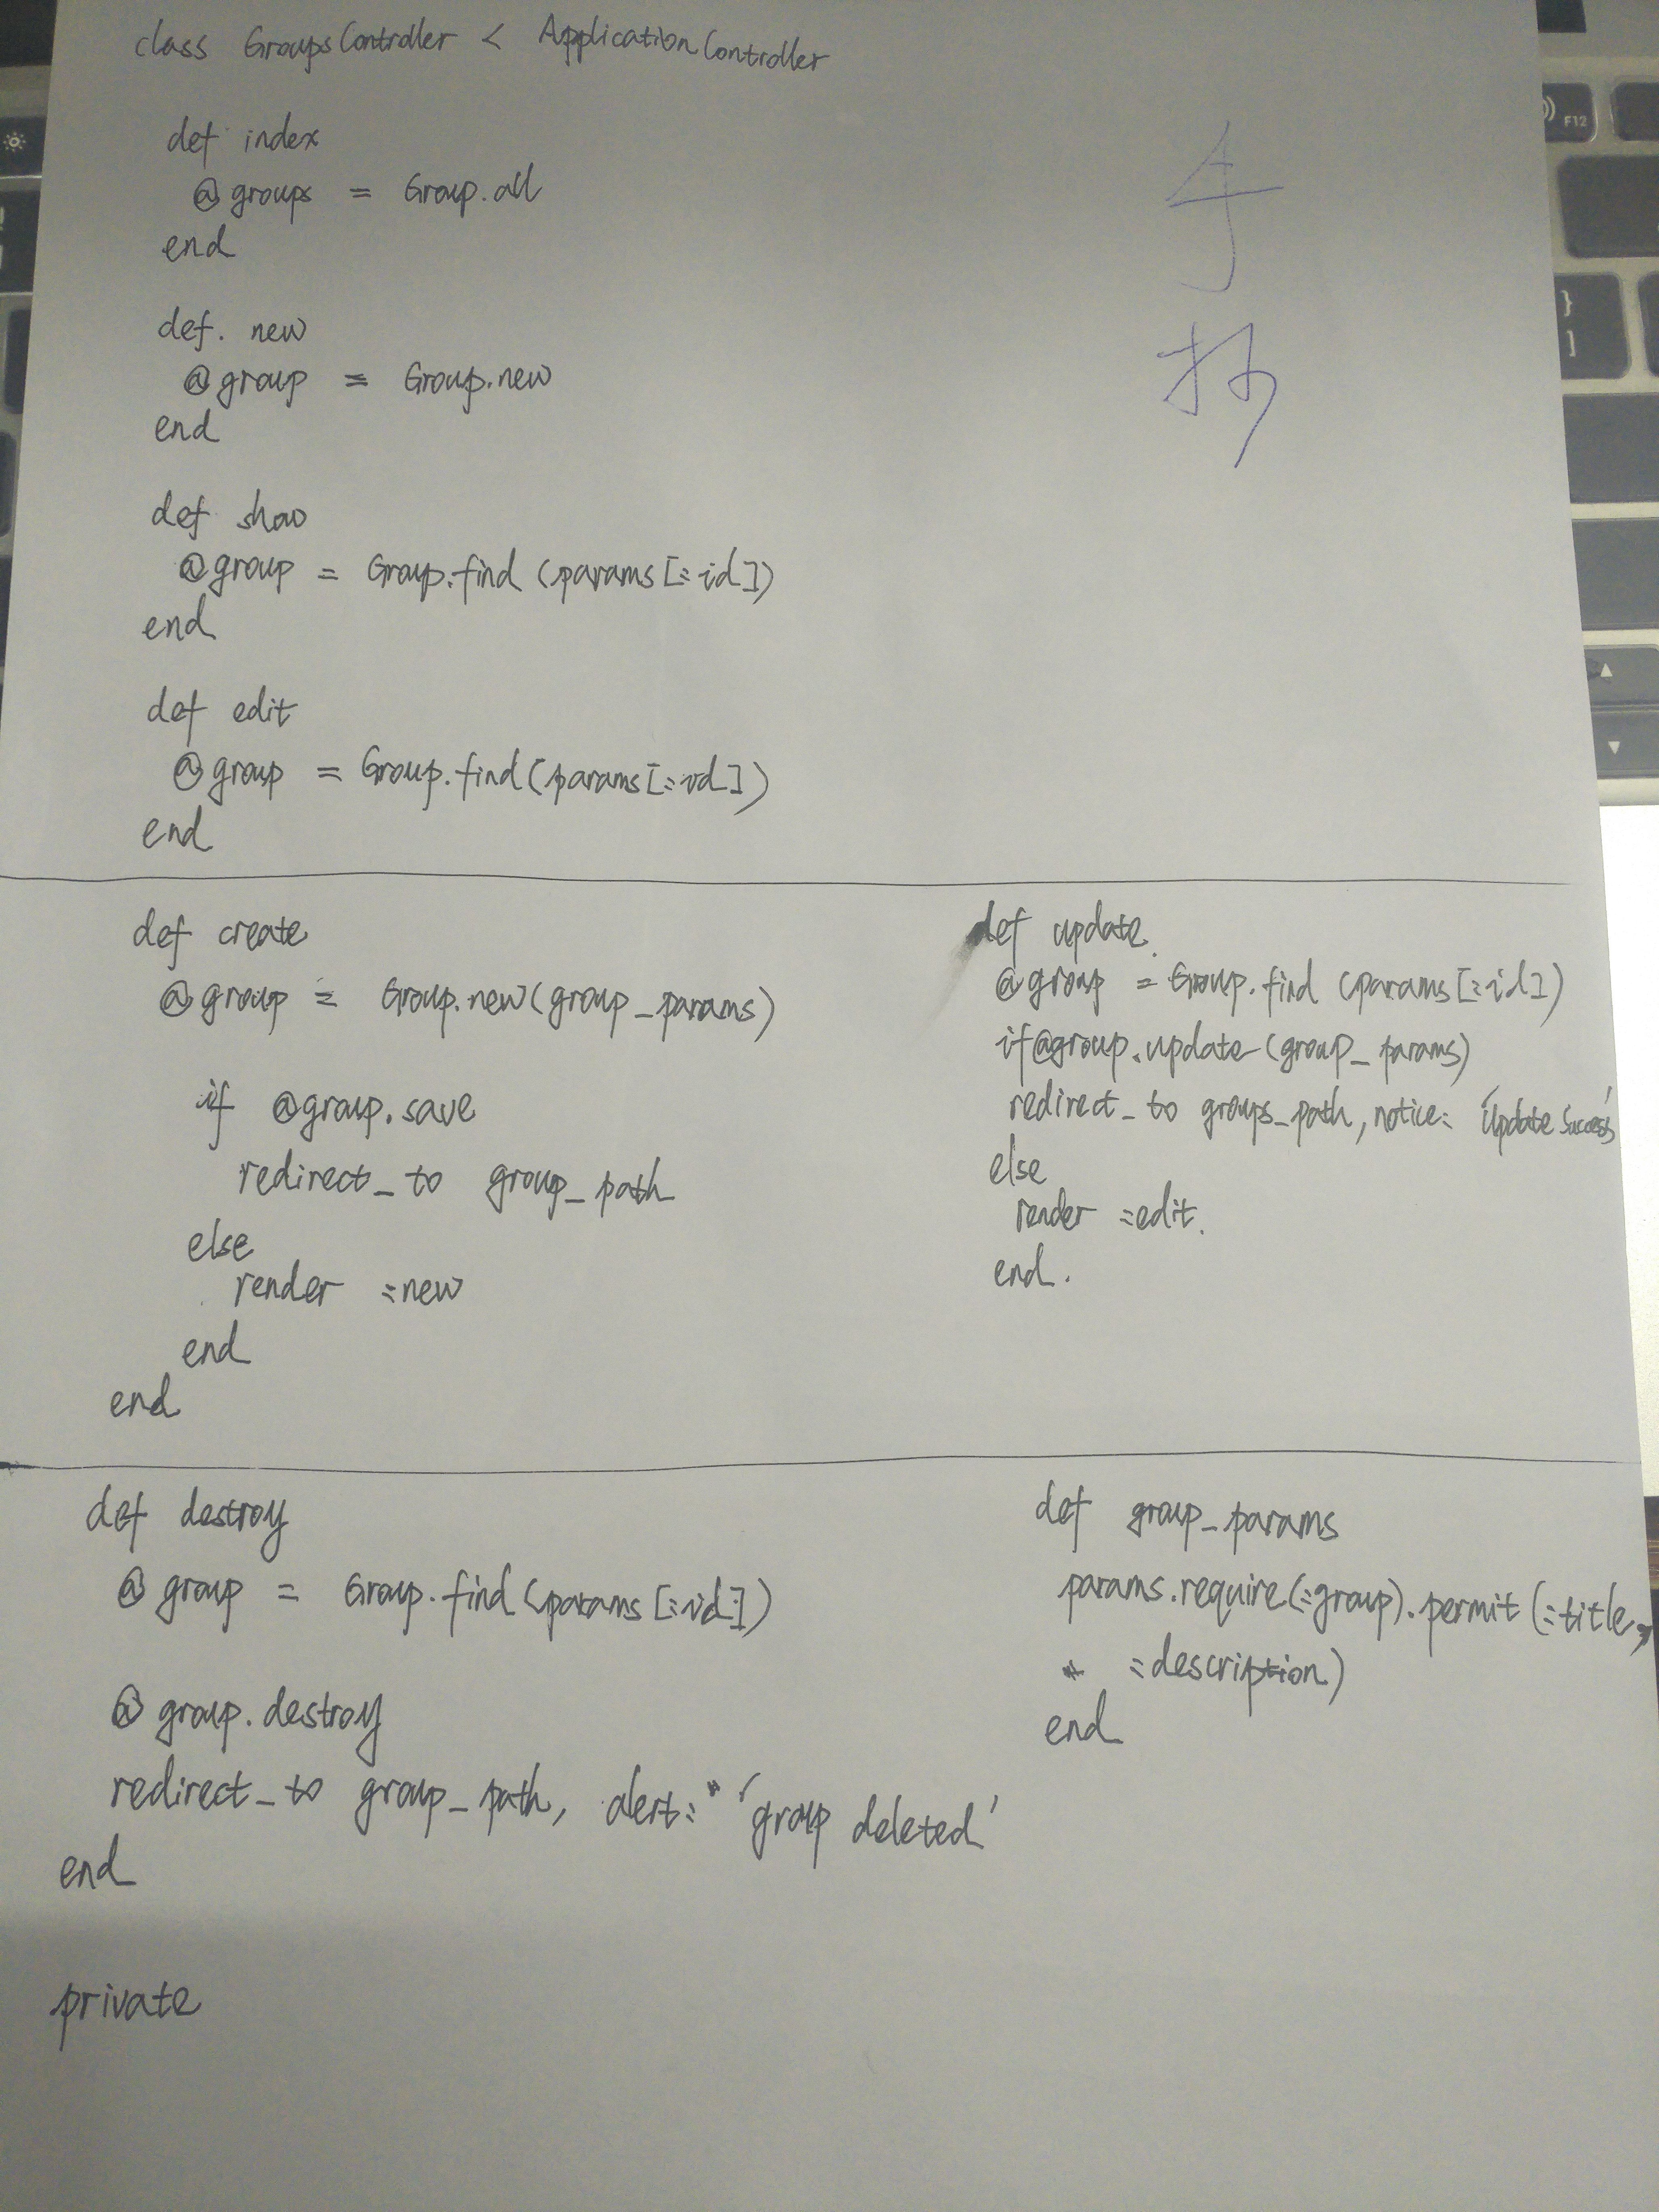 class GroupsController < ApplicationController
def index
@groups = Group.all
end
def. new
@group = Group.new
end
def show
@group = Group.find (params [:id])
end
def edit
@group = Group.find (params [:id])
end
手
抄
def create
@group = Group.new (group_params)
if @group.save
redirect_to group_path
else
render :new
end
end
def update.
@group = Group.find (params [:id])
if @group.update (group_params)
redirect_to groups_path, notice: 'Update Success'
else
render :edit.
end.
def destroy
@group = Group.find (params [:id])
@group.destroy
redirect_to group_path, alert: 'group deleted'
end
private
def group_params
params.require(:group).permit (:title,
:description)
end
F12
}
]